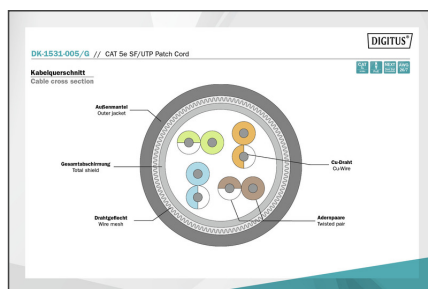 DIGITUS®
DK-1531-005/G // CAT 5e SF/UTP Patch Cord
Kabelquerschnitt
Cable cross section
Außenmantel
Outer jacket
Gesamtabschirmung
Total shield
Cu-Draht
Cu-Wire
Drahtgeflecht
Wire mesh
Aderspaare
Twisted pair